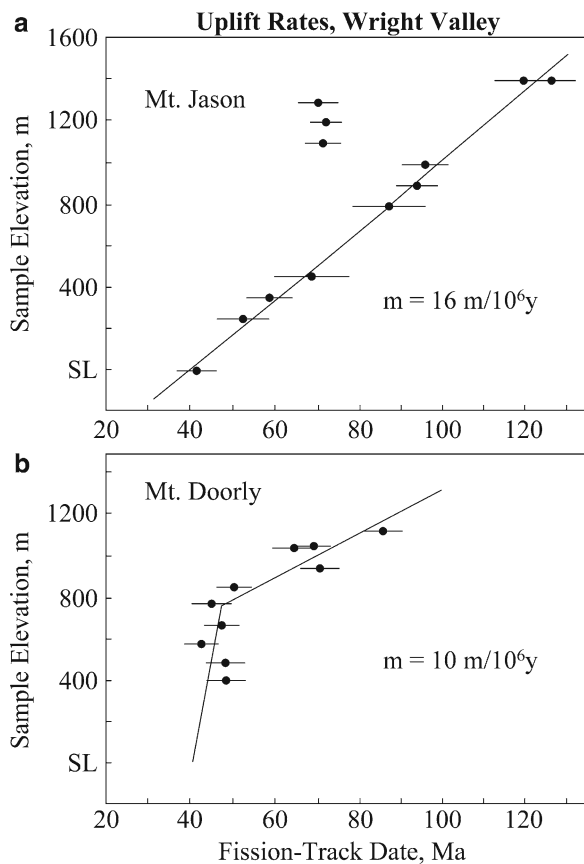 a
Uplift Rates, Wright Valley
1600
Mt. Jason
1200
800
400
m = 16 m/10⁶y
SL
Sample Elevation, m
20 40 60 80 100 120
b
Mt. Doorly
1200
800
400
m = 10 m/10⁶y
SL
Sample Elevation, m
20 40 60 80 100 120
Fission-Track Date, Ma